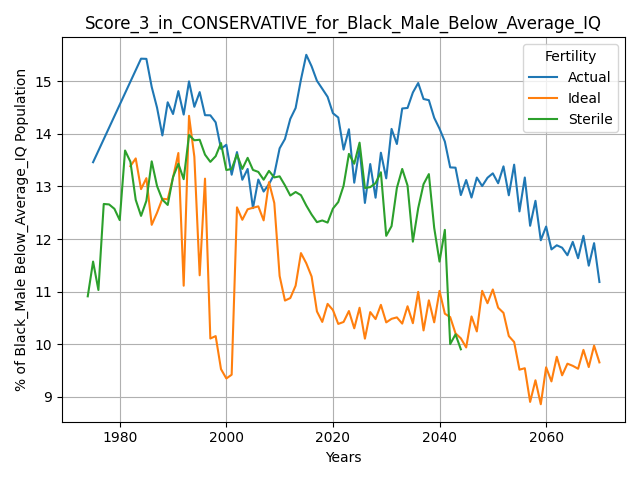 Score_3_in_CONSERVATIVE_for_Black_Male_Below_Average_IQ
% of Black_Male Below_Average_IQ Population
15
14
13
12
11
10
9
Fertility
Actual
Ideal
Sterile
1980 2000 2020 2040 2060
Years